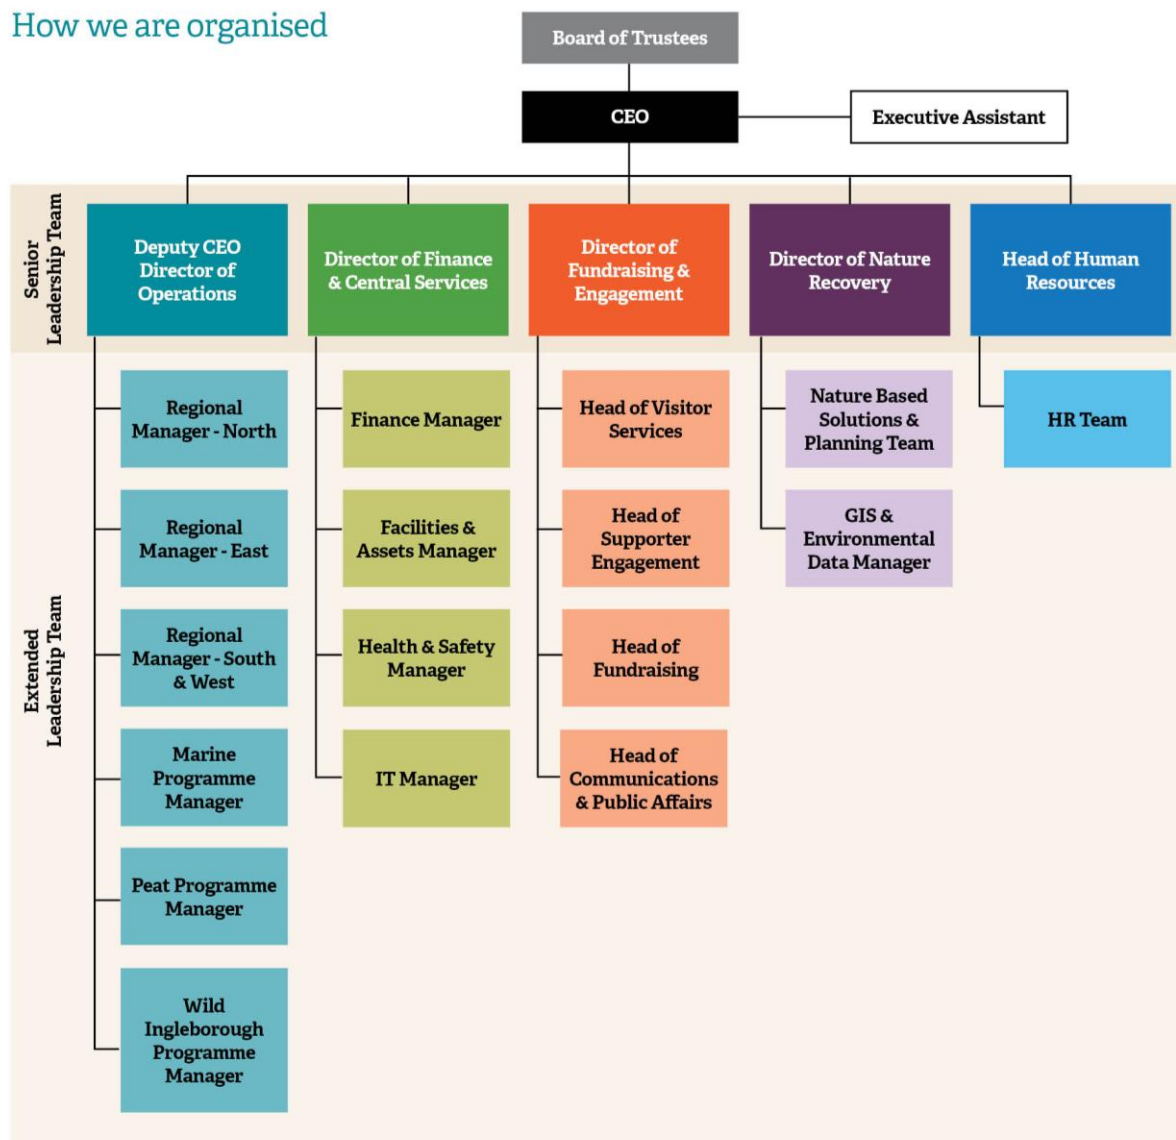 How we are organised
Board of Trustees
CEO
Executive Assistant
Senior
Leadership Team
Deputy CEO
Director of
Operations
Director of Finance
& Central Services
Director of
Fundraising &
Engagement
Director of Nature
Recovery
Head of Human
Resources
Extended
Leadership Team
Regional
Manager - North
Regional
Manager - East
Regional
Manager - South
& West
Marine
Programme
Manager
Peat Programme
Manager
Wild
Ingleborough
Programme
Manager
Finance Manager
Facilities &
Assets Manager
Health & Safety
Manager
IT Manager
Head of Visitor
Services
Head of
Supporter
Engagement
Head of
Fundraising
Head of
Communications
& Public Affairs
Nature Based
Solutions &
Planning Team
GIS &
Environmental
Data Manager
HR Team